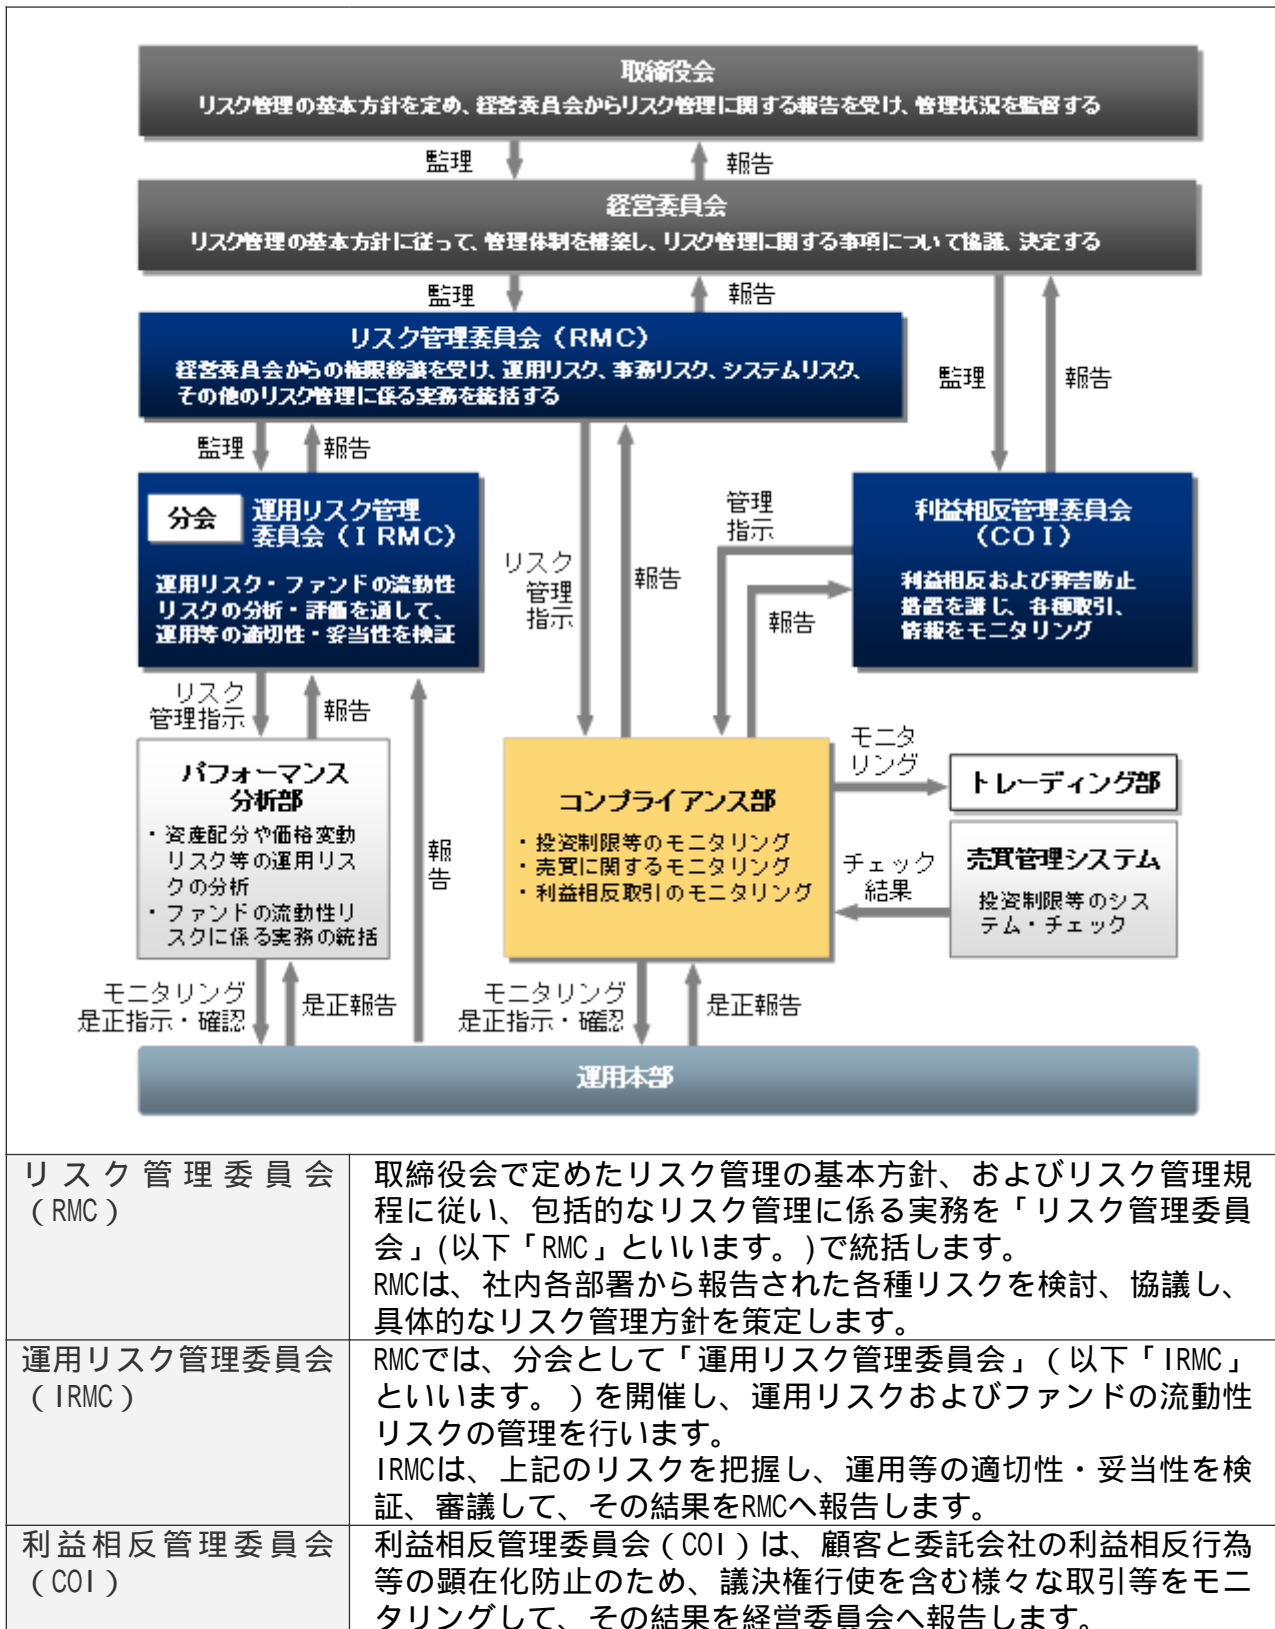 取締役会
リスク管理の基本方針を定め、経営委員会からリスク管理に関する報告を受け、管理状況を監督する
監理
報告
経営委員会
リスク管理の基本方針に従って、管理体制を構築し、リスク管理に関する事項について協議、決定する
監理
報告
リスク管理委員会（RMC）
経営委員会からの権限移譲を受け、運用リスク、事務リスク、システムリスク、
その他のリスク管理に係る実務を統括する
監理
報告
監理
報告
分会
運用リスク管理
委員会（IRMC）
運用リスク・ファンドの流動性
リスクの分析・評価を通して、
運用等の適切性・妥当性を検証
リスク
管理
指示
報告
管理
指示
報告
利益相反管理委員会
（COI）
利益相反および弊害防止
措置を講じ、各種取引、
情報をモニタリング
リスク
管理指示
報告
パフォーマンス
分析部
・資産配分や価格変動
リスク等の運用リス
クの分析
・ファンドの流動性リ
スクに係る実務の統括
報
告
コンプライアンス部
・投資制限等のモニタリング
・売買に関するモニタリング
・利益相反取引のモニタリング
モニタ
リング
トレーディング部
チェック
結果
売買管理システム
投資制限等のシス
テム・チェック
モニタリング
是正指示・確認
是正報告
モニタリング
是正指示・確認
是正報告
運用本部
リスク管理委員会
（RMC）
取締役会で定めたリスク管理の基本方針、およびリスク管理規
程に従い、包括的なリスク管理に係る実務を「リスク管理委員
会」(以下「RMC」といいます。)で統括します。
RMCは、社内各部署から報告された各種リスクを検討、協議し、
具体的なリスク管理方針を策定します。
運用リスク管理委員会
（IRMC）
RMCでは、分会として「運用リスク管理委員会」（以下「IRMC」
といいます。）を開催し、運用リスクおよびファンドの流動性
リスクの管理を行います。
IRMCは、上記のリスクを把握し、運用等の適切性・妥当性を検
証、審議して、その結果をRMCへ報告します。
利益相反管理委員会
（COI）
利益相反管理委員会（COI）は、顧客と委託会社の利益相反行為
等の顕在化防止のため、議決権行使を含む様々な取引等をモニ
タリングして、その結果を経営委員会へ報告します。